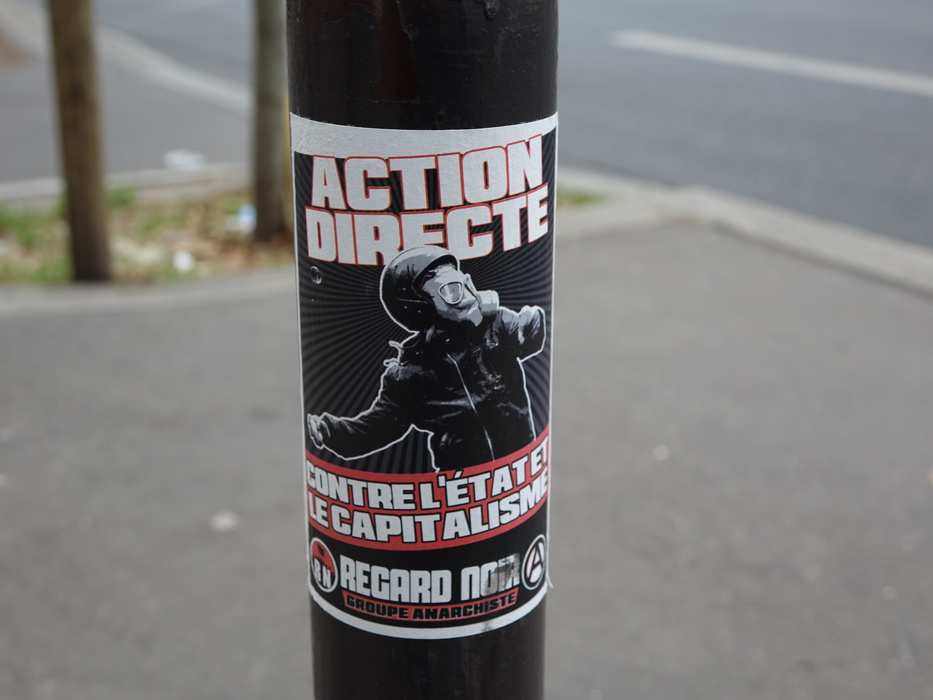 ACTION
DIRECTE
CONTRE L'ÉTAT ET
LE CAPITALISME
RN
REGARD NOIR
A
GROUPE ANARCHISTE